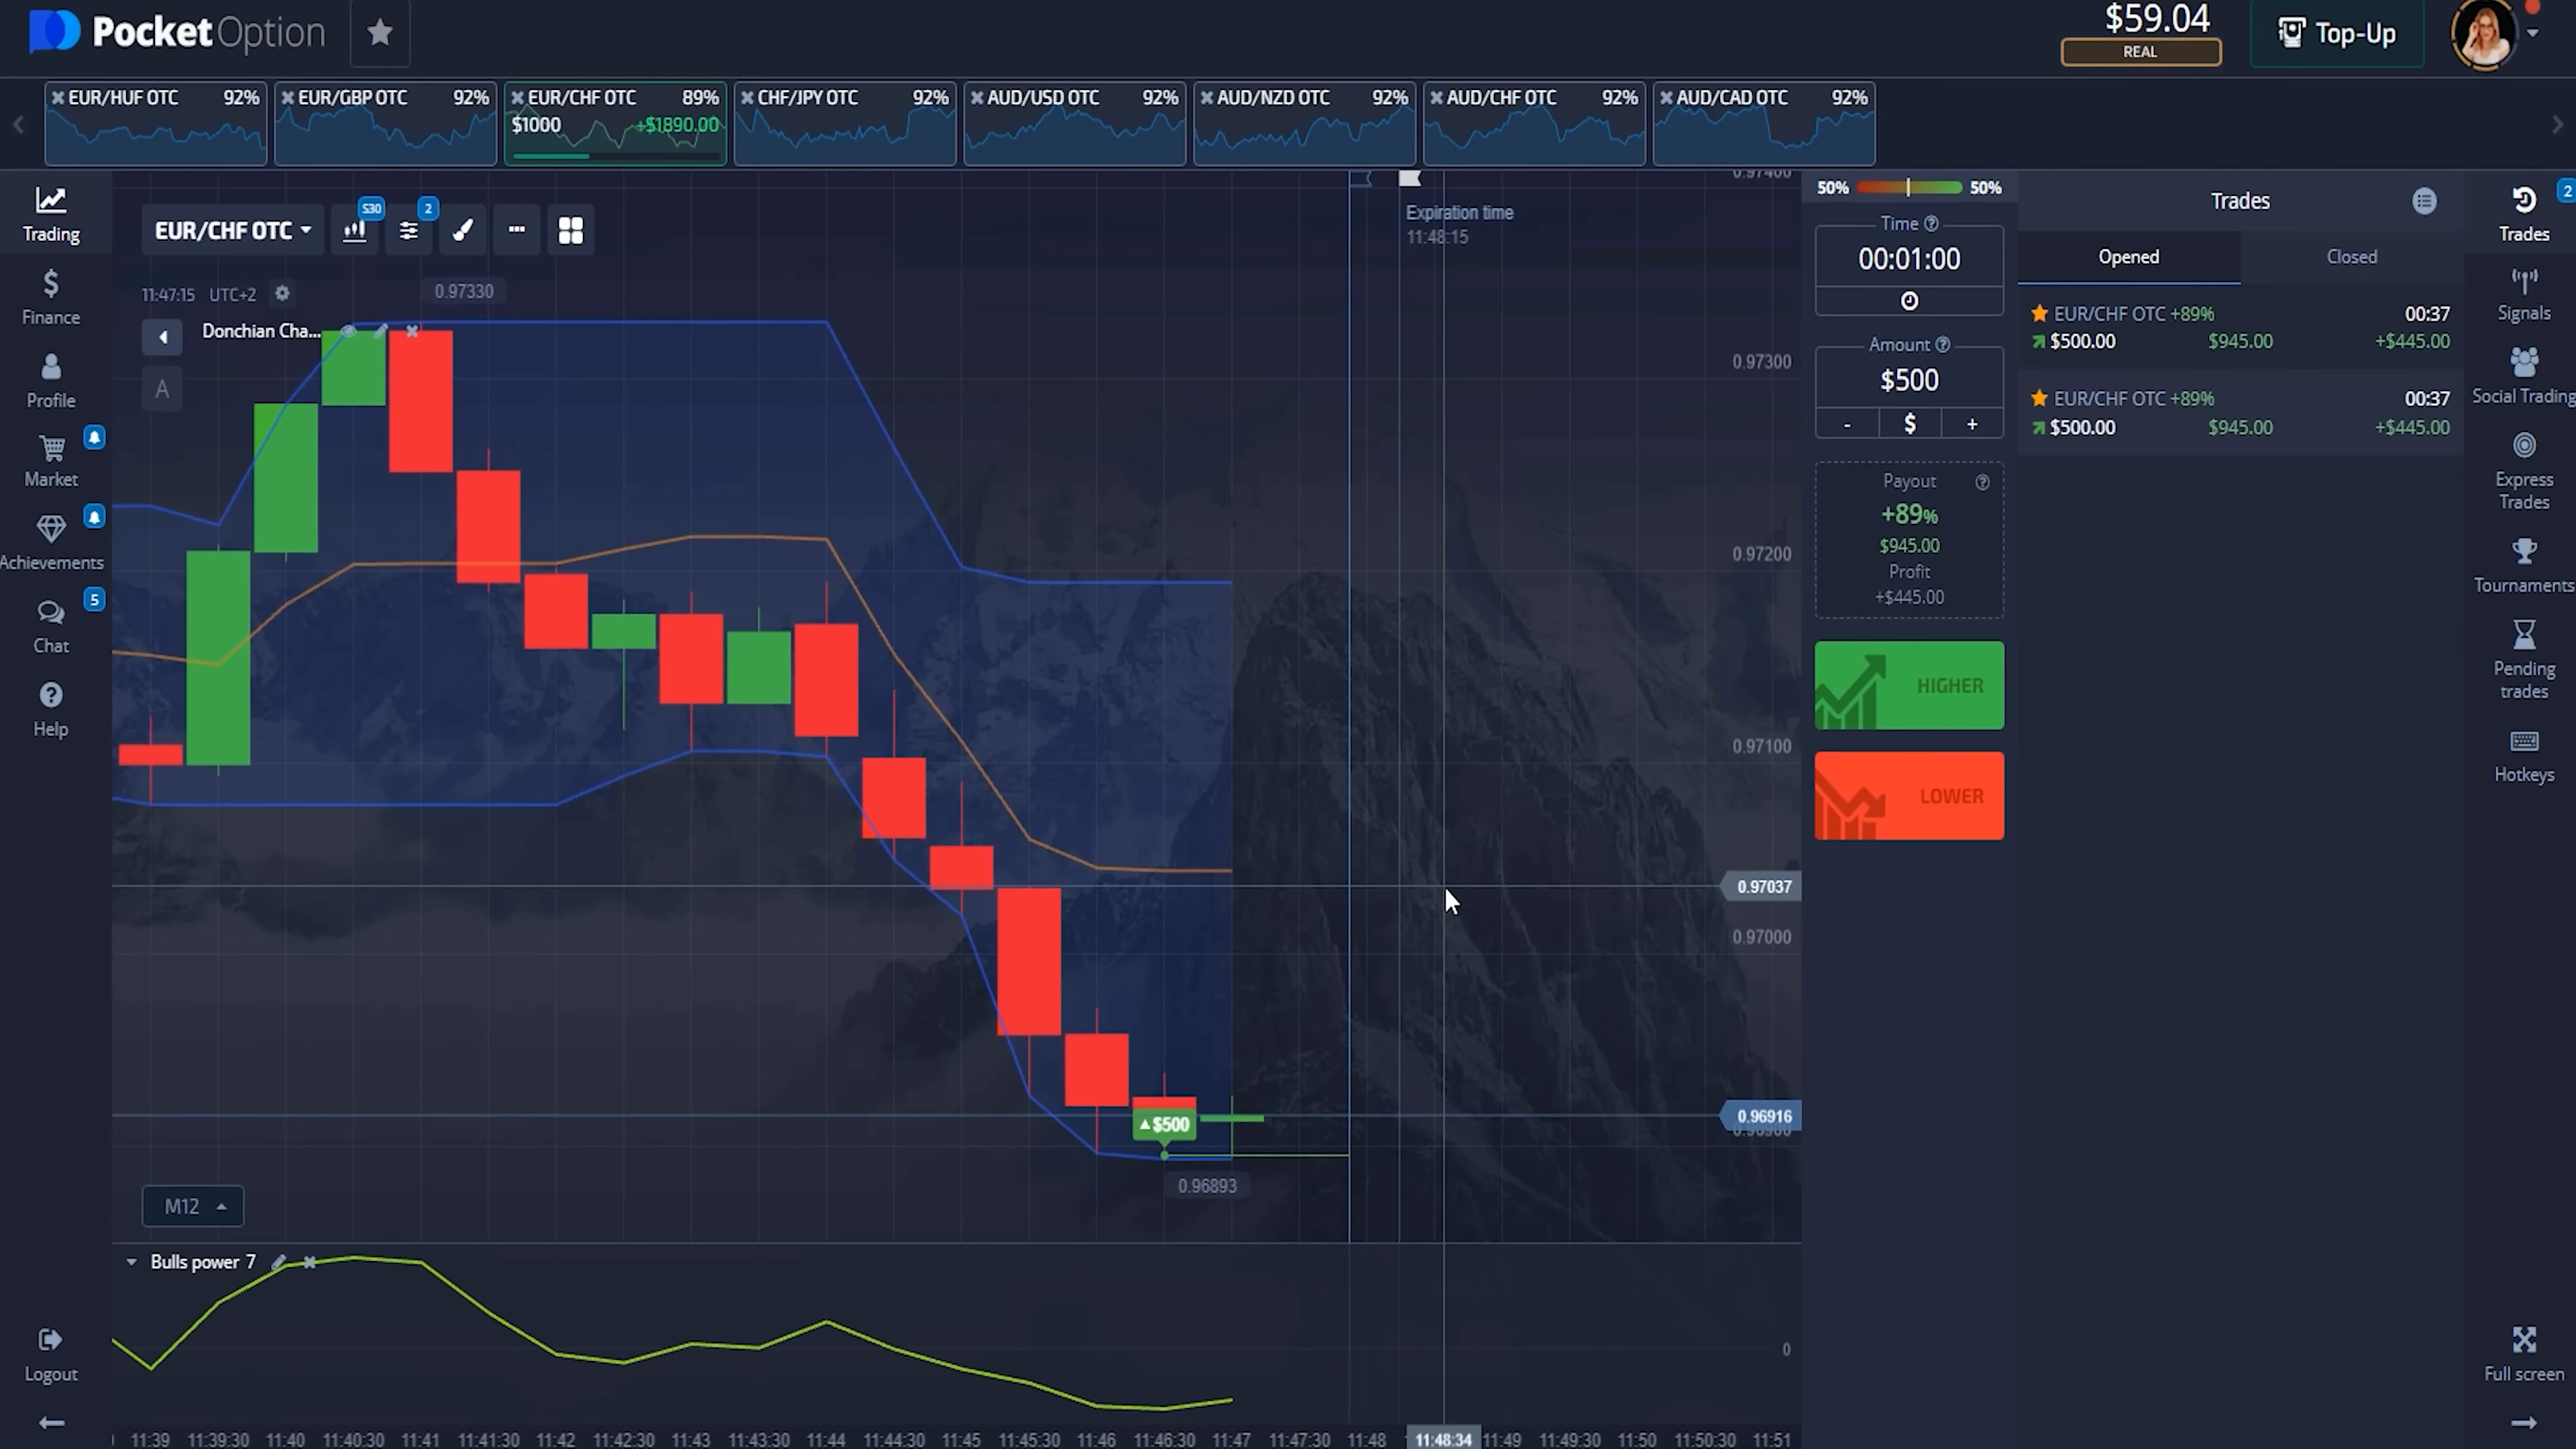 PocketOption
$59.04
REAL
Top-Up
EUR/HUF OTC 92%
EUR/GBP OTC 92%
EUR/CHF OTC 89%
$1000 +$1890.00
CHF/JPY OTC 92%
AUD/USD OTC 92%
AUD/NZD OTC 92%
AUD/CHF OTC 92%
AUD/CAD OTC 92%
Trading
Finance
Profile
Market
Achievements
5
Chat
Help
Logout
EUR/CHF OTC
S30
2
11:47:15 UTC+2
0.97330
Donchian Cha...
A
Expiration time
11:48:15
0.97400
0.97300
0.97200
0.97100
0.97037
0.97000
0.96916
0.96900
$500
0.96893
M12
Bulls power 7
0
11:39 11:39:30 11:40 11:40:30 11:41 11:41:30 11:42 11:42:30 11:43 11:43:30 11:44 11:44:30 11:45 11:45:30 11:46 11:46:30 11:47 11:47:30 11:48 11:48:34 11:49 11:49:30 11:50 11:50:30 11:51
50% 50%
Time
00:01:00
Amount
$500
- $ +
Payout
+89%
$945.00
Profit
+$445.00
HIGHER
LOWER
Trades
Opened Closed
EUR/CHF OTC +89% 00:37
$500.00 $945.00 +$445.00
EUR/CHF OTC +89% 00:37
$500.00 $945.00 +$445.00
2
Trades
Signals
Social Trading
Express
Trades
Tournaments
Pending
trades
Hotkeys
Full screen